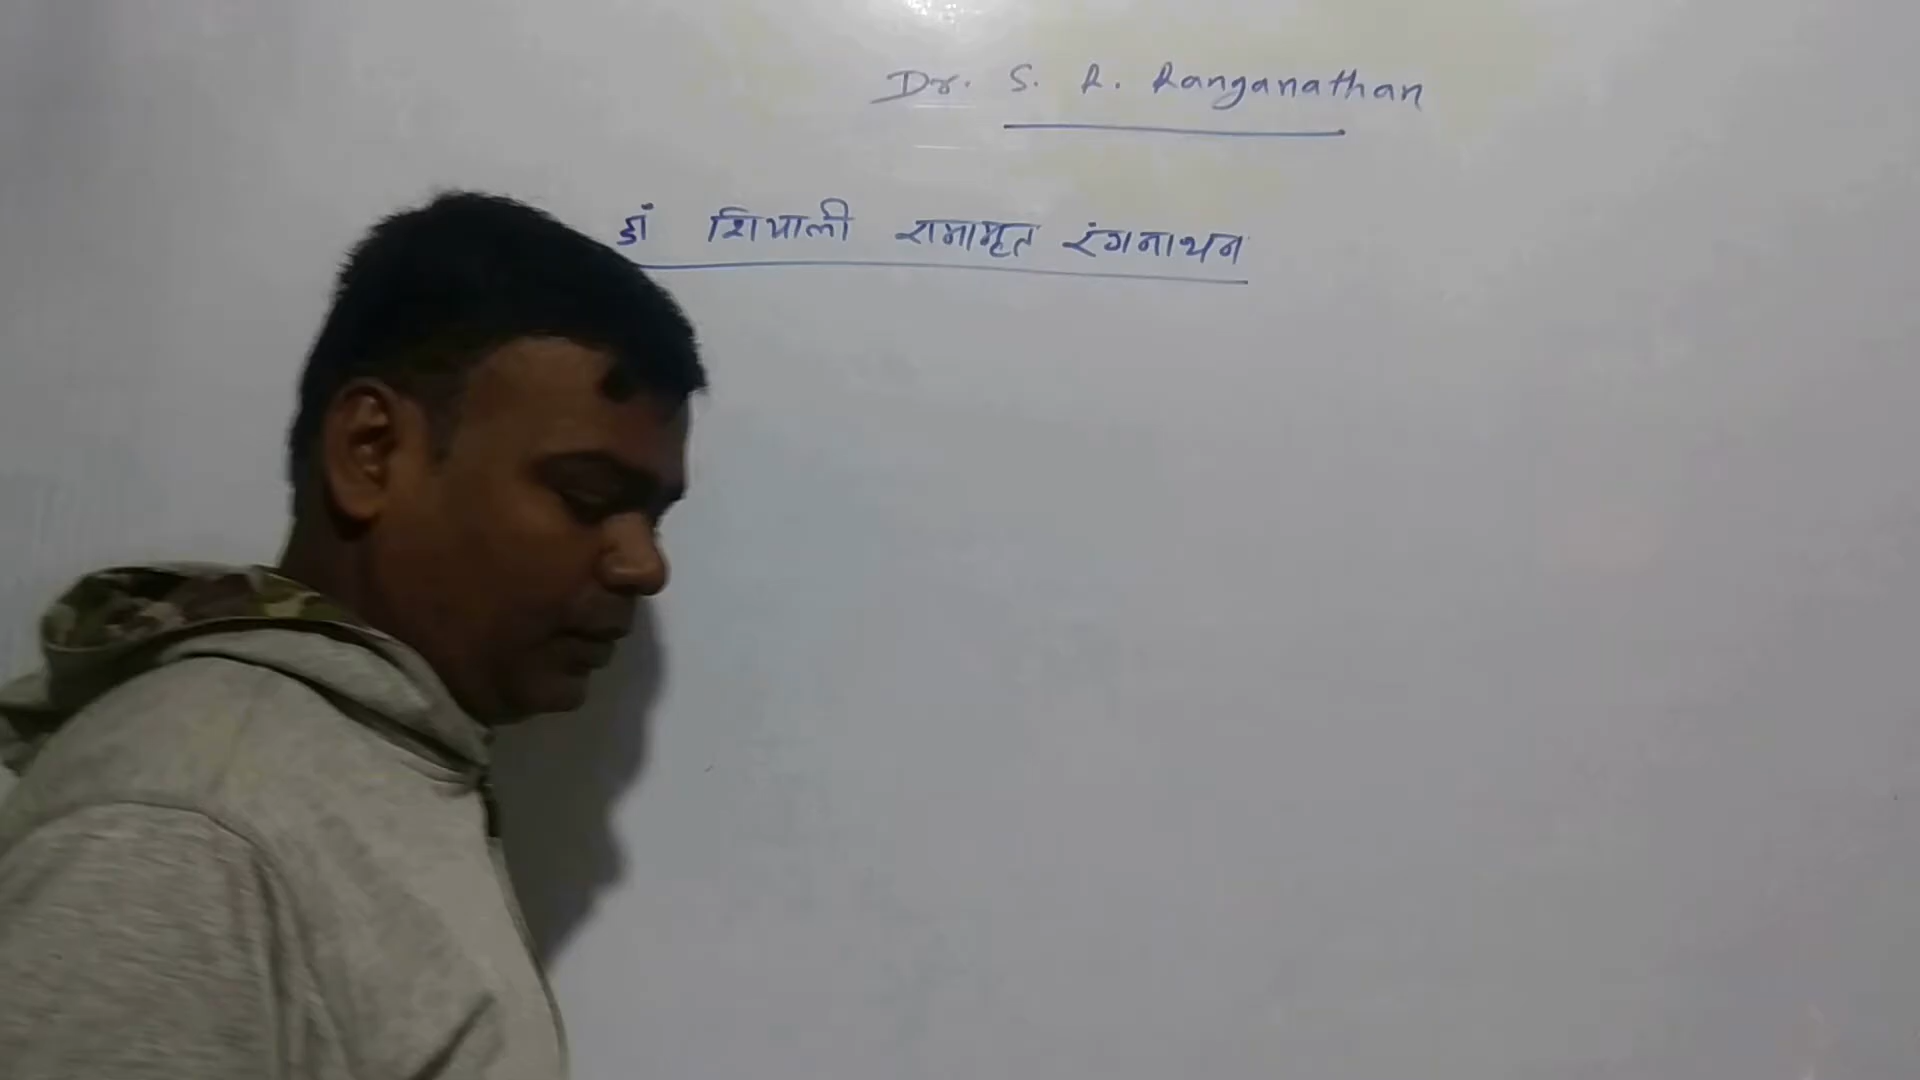 Dr. S. R. Ranganathan
डॉ शियाली रामामृत रंगनाथन